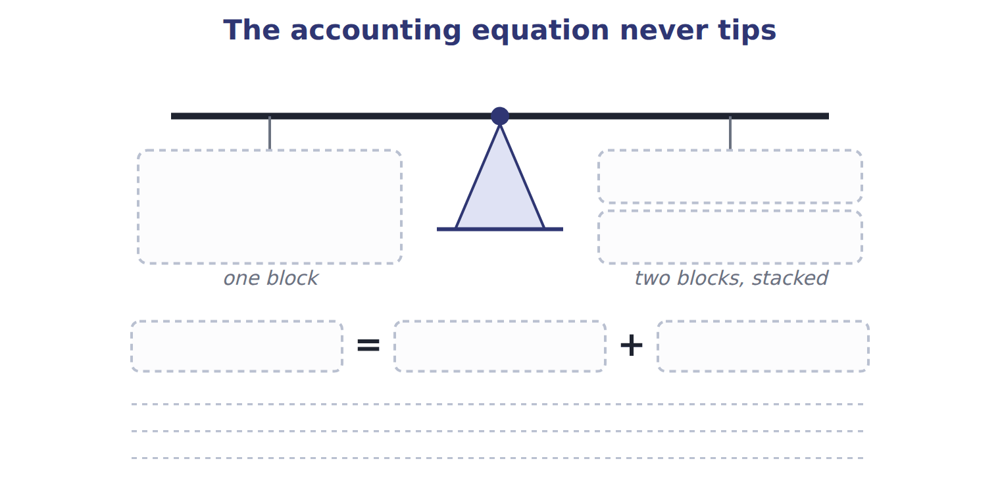 The accounting equation never tips
one block
two blocks, stacked
= +